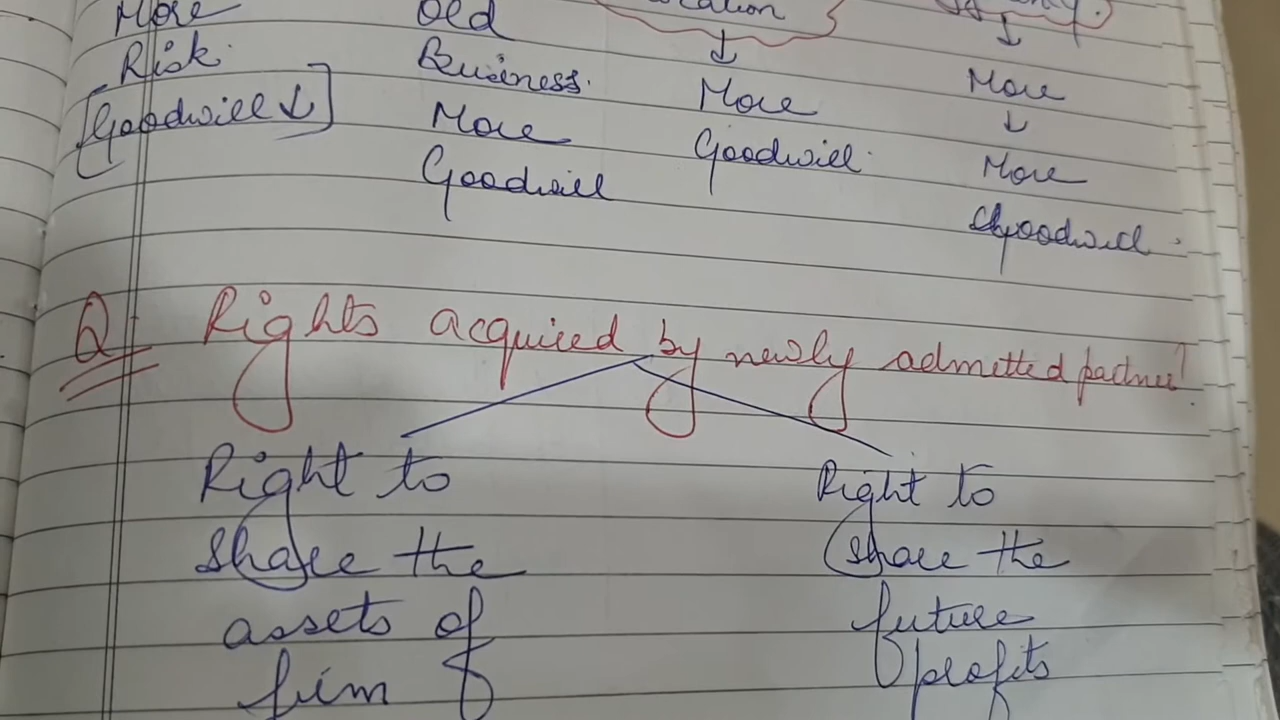 More
Risk.
[Goodwill ↓]
Old
Business.
More
Goodwill
↓
More
Goodwill.
↓
More
↓
More
Goodwill.
Q Rights acquired by newly admitted partner?
Right to
share the
assets of
firm
Right to
share the
future
profits